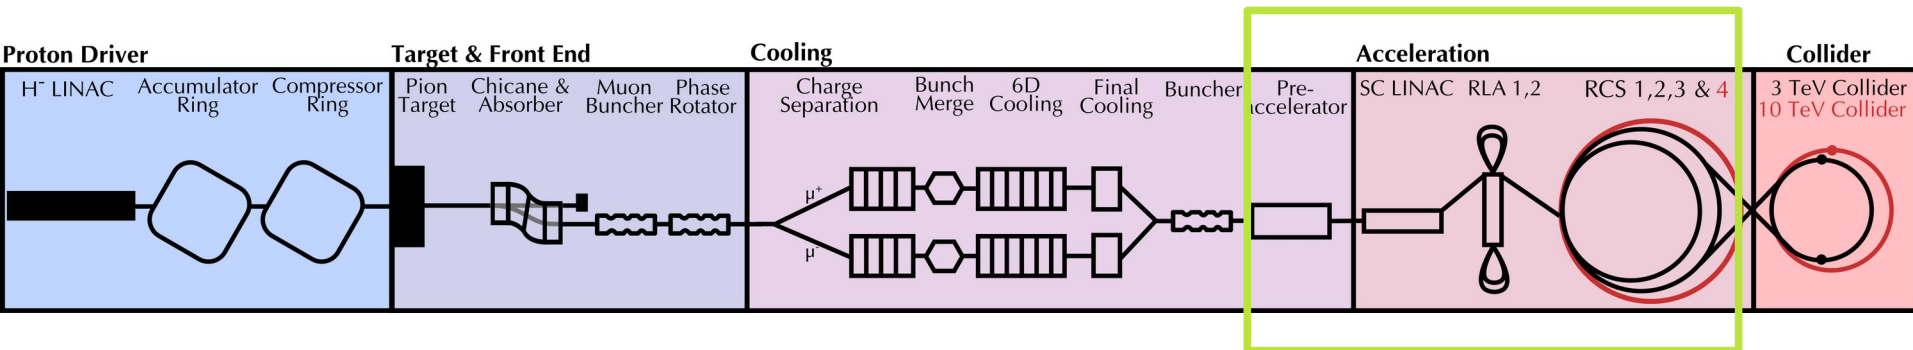 Proton Driver
Target & Front End
Cooling
Acceleration
Collider
H⁻ LINAC
Accumulator
Ring
Compressor
Ring
Pion
Target
Chicane &
Absorber
Muon
Buncher
Phase
Rotator
Charge
Separation
Bunch
Merge
6D
Cooling
Final
Cooling
Buncher
Pre-
accelerator
SC LINAC
RLA 1,2
RCS 1,2,3 & 4
3 TeV Collider
10 TeV Collider
μ⁺
μ⁻